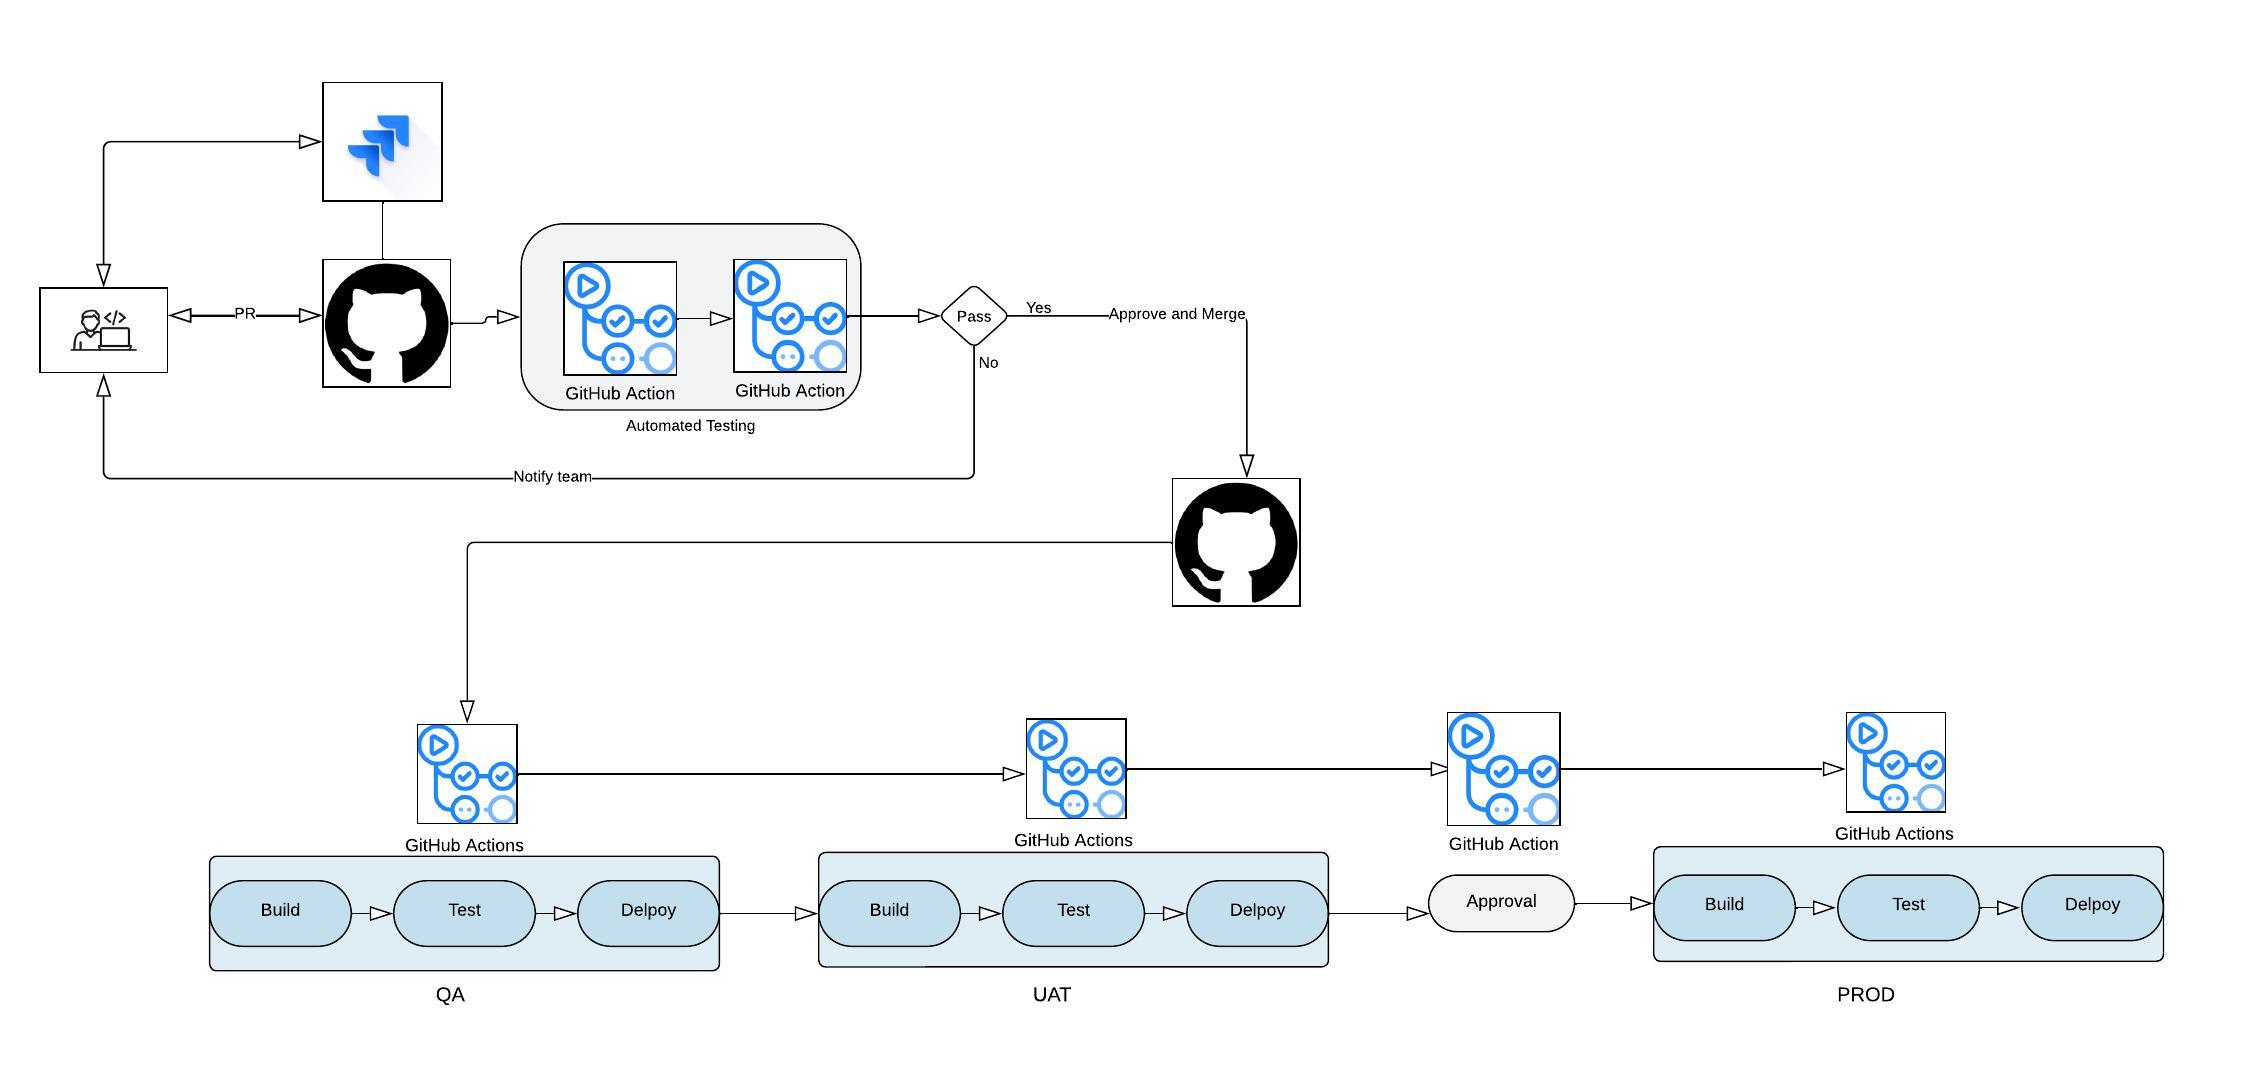 PR
GitHub Action
GitHub Action
Automated Testing
Pass
Yes
Approve and Merge
No
Notify team
GitHub Actions
GitHub Actions
GitHub Action
GitHub Actions
Build
Test
Delpoy
Build
Test
Delpoy
Approval
Build
Test
Delpoy
QA
UAT
PROD